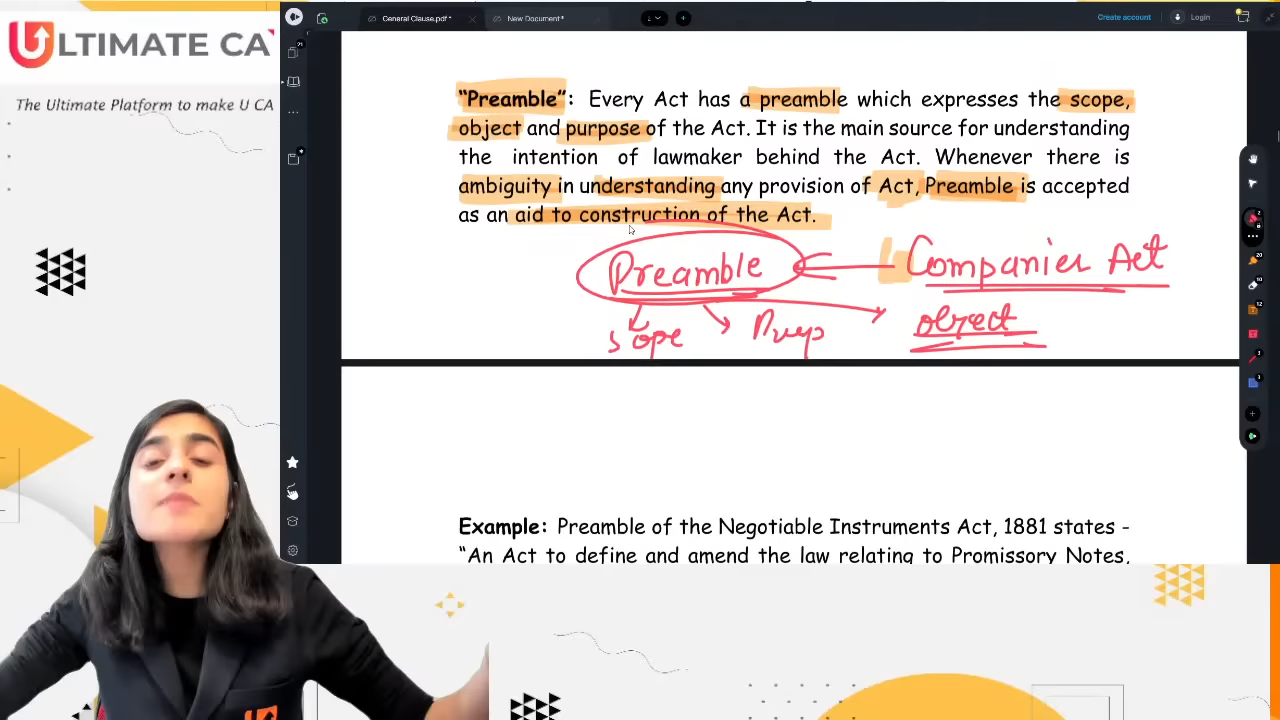 ULTIMATE CA
The Ultimate Platform to make U CA
General Clause.pdf *
New Document*
Create account
Login
"Preamble": Every Act has a preamble which expresses the scope,
object and purpose of the Act. It is the main source for understanding
the intention of lawmaker behind the Act. Whenever there is
ambiguity in understanding any provision of Act, Preamble is accepted
as an aid to construction of the Act.
Preamble
Companies Act
scope
Purp
object
Example: Preamble of the Negotiable Instruments Act, 1881 states -
"An Act to define and amend the law relating to Promissory Notes,